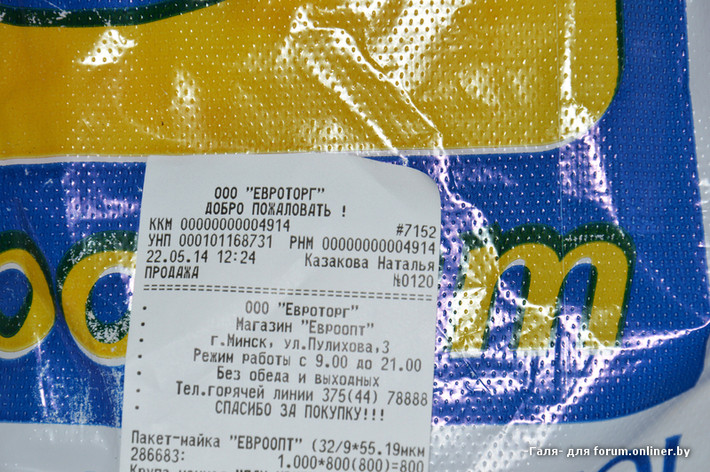 ООО "ЕВРОТОРГ"
ДОБРО ПОЖАЛОВАТЬ !
ККМ 00000000004914 #7152
УНП 000101168731 РНМ 00000000004914
22.05.14 12:24 Казакова Наталья
ПРОДАЖА №0120
ООО "Евроторг"
Магазин "Евроопт"
г.Минск, ул.Пулихова,3
Режим работы с 9.00 до 21.00
Без обеда и выходных
Тел.горячей линии 375(44) 78888
СПАСИБО ЗА ПОКУПКУ!!!
Пакет-майка "ЕВРООПТ" (32/9*55.19мкм
286683: 1.000*800(800)=800
Галя- для forum.onliner.by